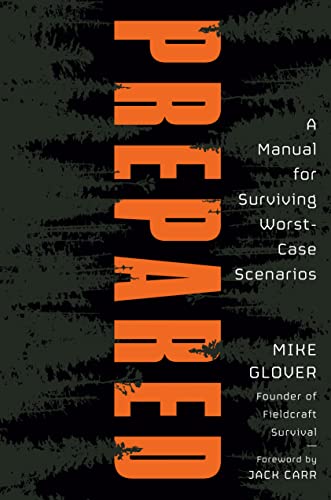 PREPARED
A
Manual
for
Surviving
Worst-
Case
Scenarios
MIKE
GLOVER
Founder of
Fieldcraft
Survival
Foreword by
JACK CARR